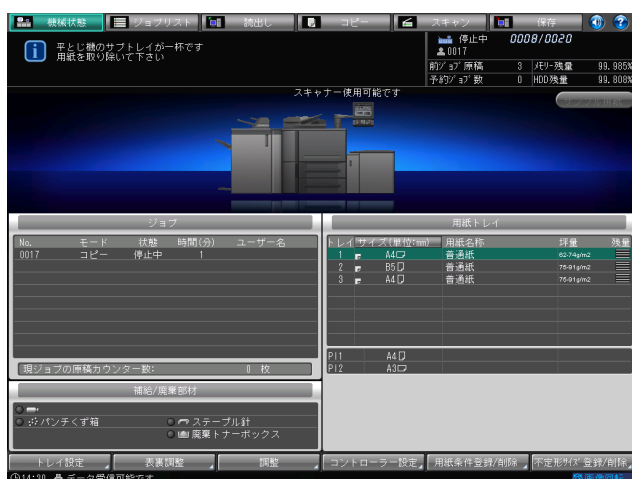 機械状態 ジョブリスト 読出し コピー スキャン 保存
平とじ機のサブトレイが一杯です
用紙を取り除いて下さい
停止中 0008/0020
0017
前ジョブ原稿 3 メモリー残量 99.985%
予約ジョブ数 0 HDD残量 99.808%
スキャナー使用可能です
サンプル出紙
ジョブ
No. モード 状態 時間(分) ユーザー名
0017 コピー 停止中 1
現ジョブの原稿カウンター数: 0 枚
用紙トレイ
トレイ サイズ(単位:mm) 用紙名称 坪量 残量
1 A4 普通紙 62-74g/m2
2 B5 普通紙 75-91g/m2
3 A4 普通紙 75-91g/m2
PI1 A4
PI2 A3
補給/廃棄部材
パンチくず箱 ステープル針
廃棄トナーボックス
トレイ設定 表裏調整 調整 コントローラー設定 用紙条件登録/削除 不定形サイズ登録/削除
14:30 データ受信可能です 画像回転